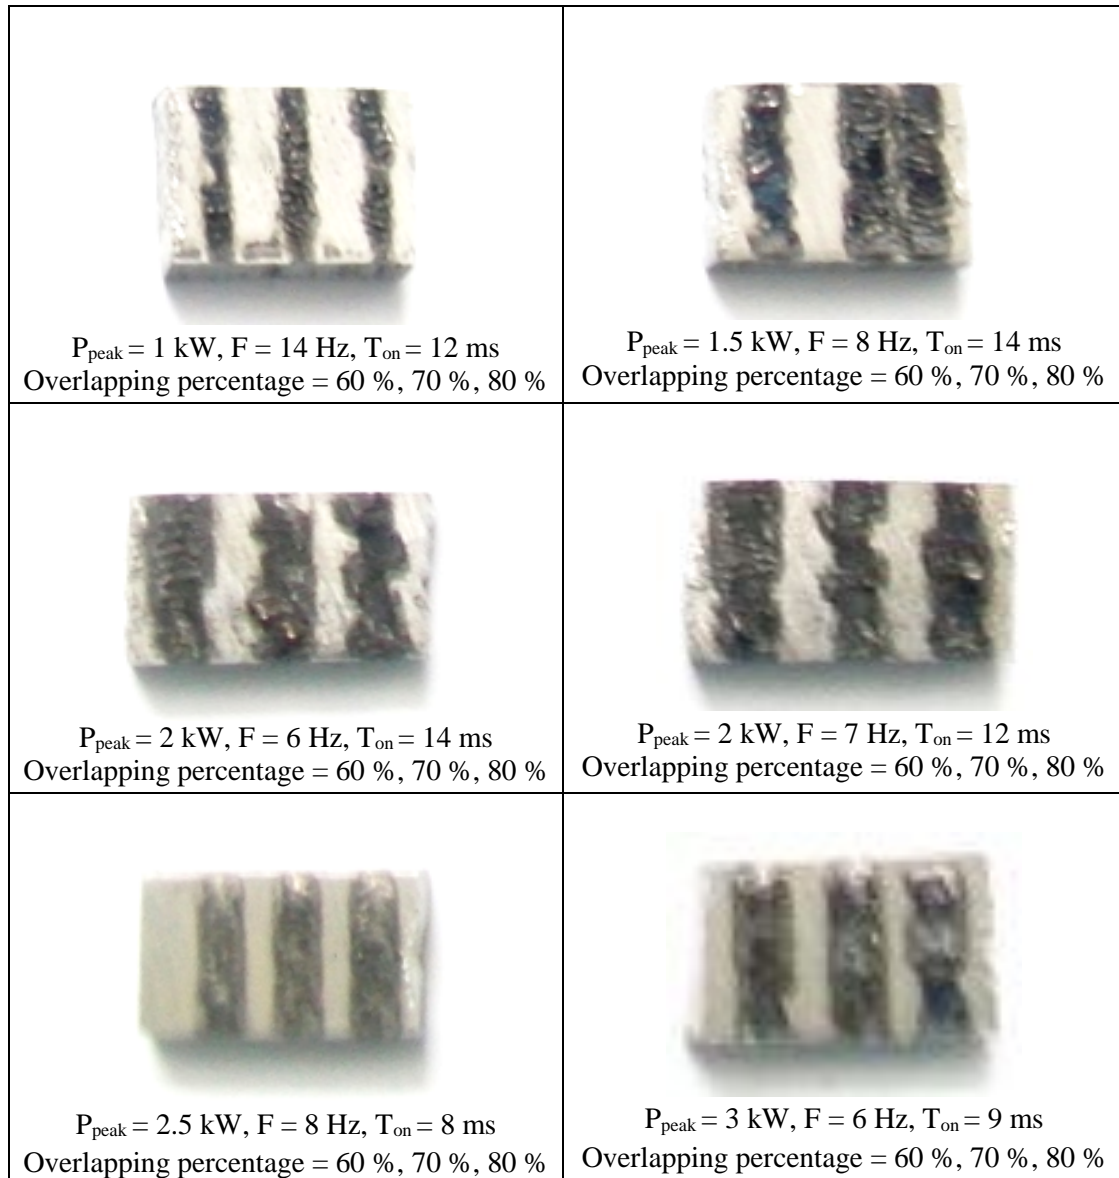 P_peak = 1 kW, F = 14 Hz, T_on = 12 ms
Overlapping percentage = 60 %, 70 %, 80 %
P_peak = 1.5 kW, F = 8 Hz, T_on = 14 ms
Overlapping percentage = 60 %, 70 %, 80 %
P_peak = 2 kW, F = 6 Hz, T_on = 14 ms
Overlapping percentage = 60 %, 70 %, 80 %
P_peak = 2 kW, F = 7 Hz, T_on = 12 ms
Overlapping percentage = 60 %, 70 %, 80 %
P_peak = 2.5 kW, F = 8 Hz, T_on = 8 ms
Overlapping percentage = 60 %, 70 %, 80 %
P_peak = 3 kW, F = 6 Hz, T_on = 9 ms
Overlapping percentage = 60 %, 70 %, 80 %